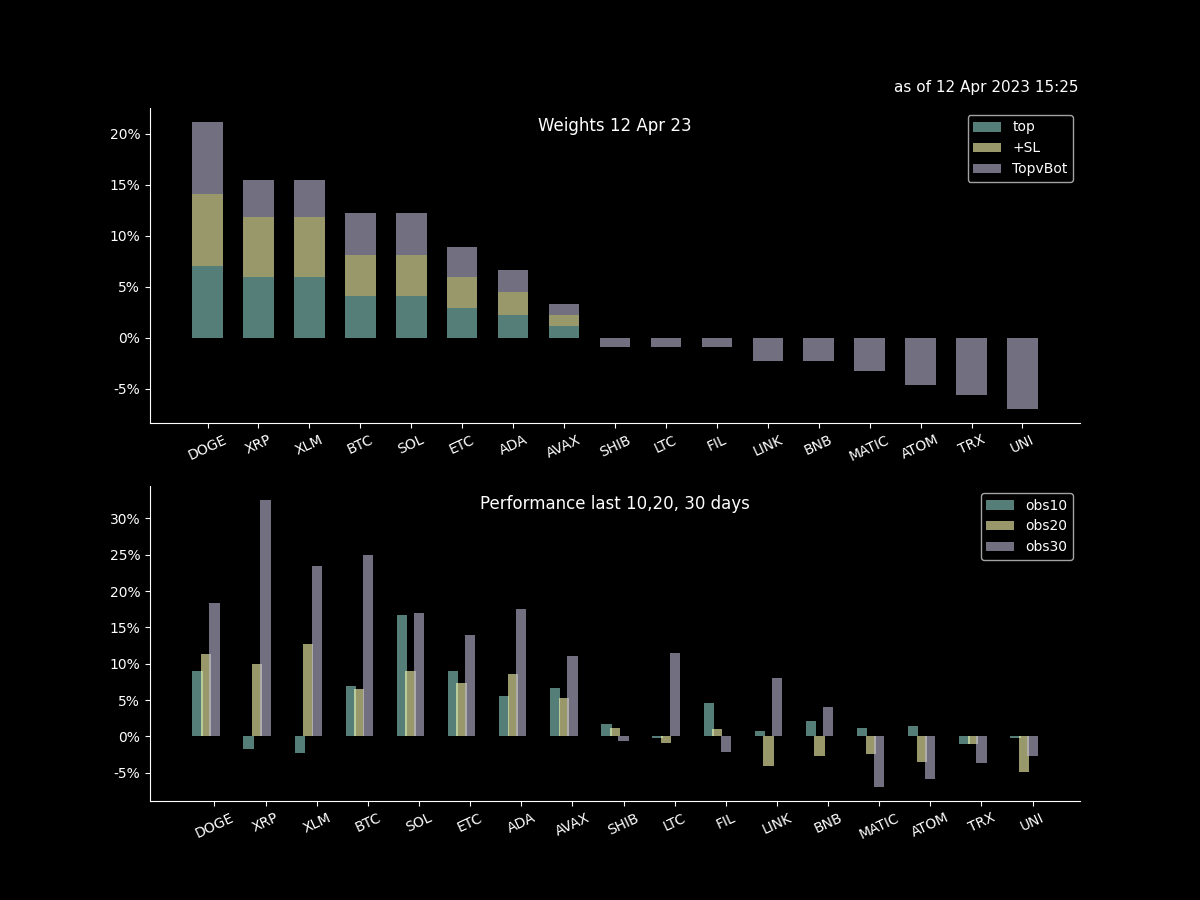 as of 12 Apr 2023 15:25
Weights 12 Apr 23
top
+SL
TopvBot
20%
15%
10%
5%
0%
-5%
DOGE XRP XLM BTC SOL ETC ADA AVAX SHIB LTC FIL LINK BNB MATIC ATOM TRX UNI
Performance last 10,20, 30 days
obs10
obs20
obs30
30%
25%
20%
15%
10%
5%
0%
-5%
DOGE XRP XLM BTC SOL ETC ADA AVAX SHIB LTC FIL LINK BNB MATIC ATOM TRX UNI